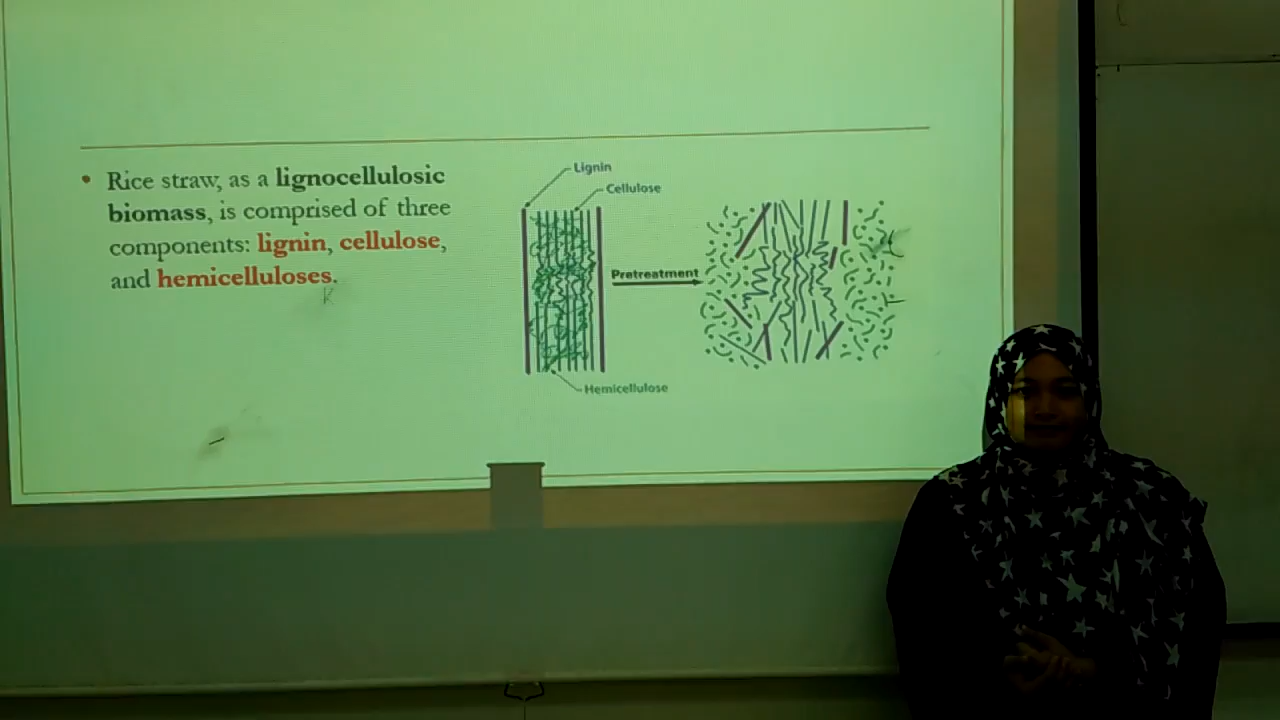 • Rice straw, as a lignocellulosic
biomass, is comprised of three
components: lignin, cellulose,
and hemicelluloses.
Lignin
Cellulose
Pretreatment
Hemicellulose